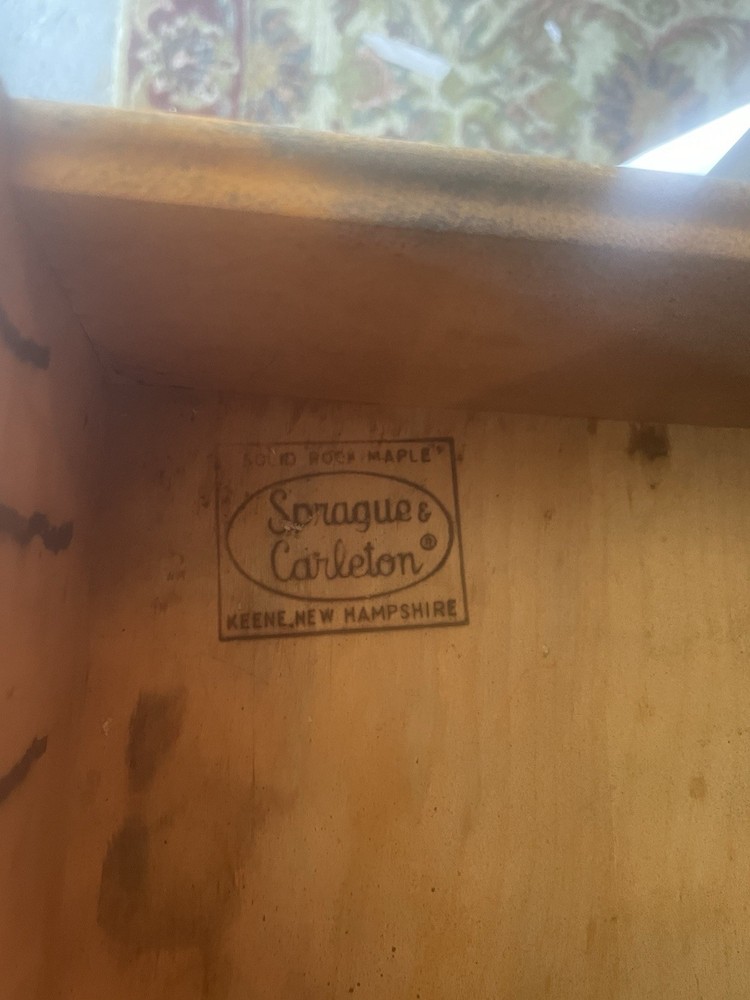 SOLID ROCK MAPLE"
Sprague &
Carleton®
KEENE, NEW HAMPSHIRE